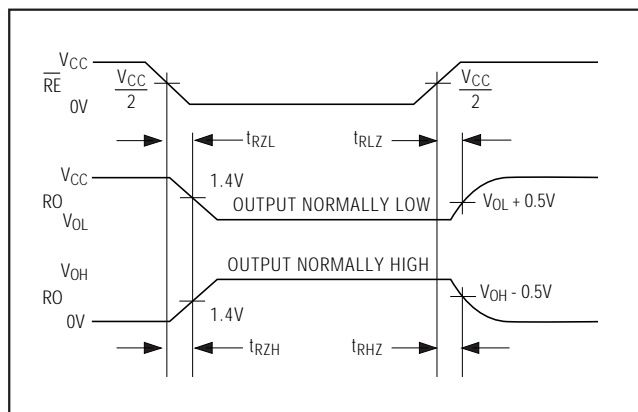 VCC
RE
0V
VCC
2
VCC
2
tRZL
tRLZ
VCC
RO
VOL
1.4V
OUTPUT NORMALLY LOW
VOL + 0.5V
VOH
RO
0V
OUTPUT NORMALLY HIGH
1.4V
VOH - 0.5V
tRZH
tRHZ